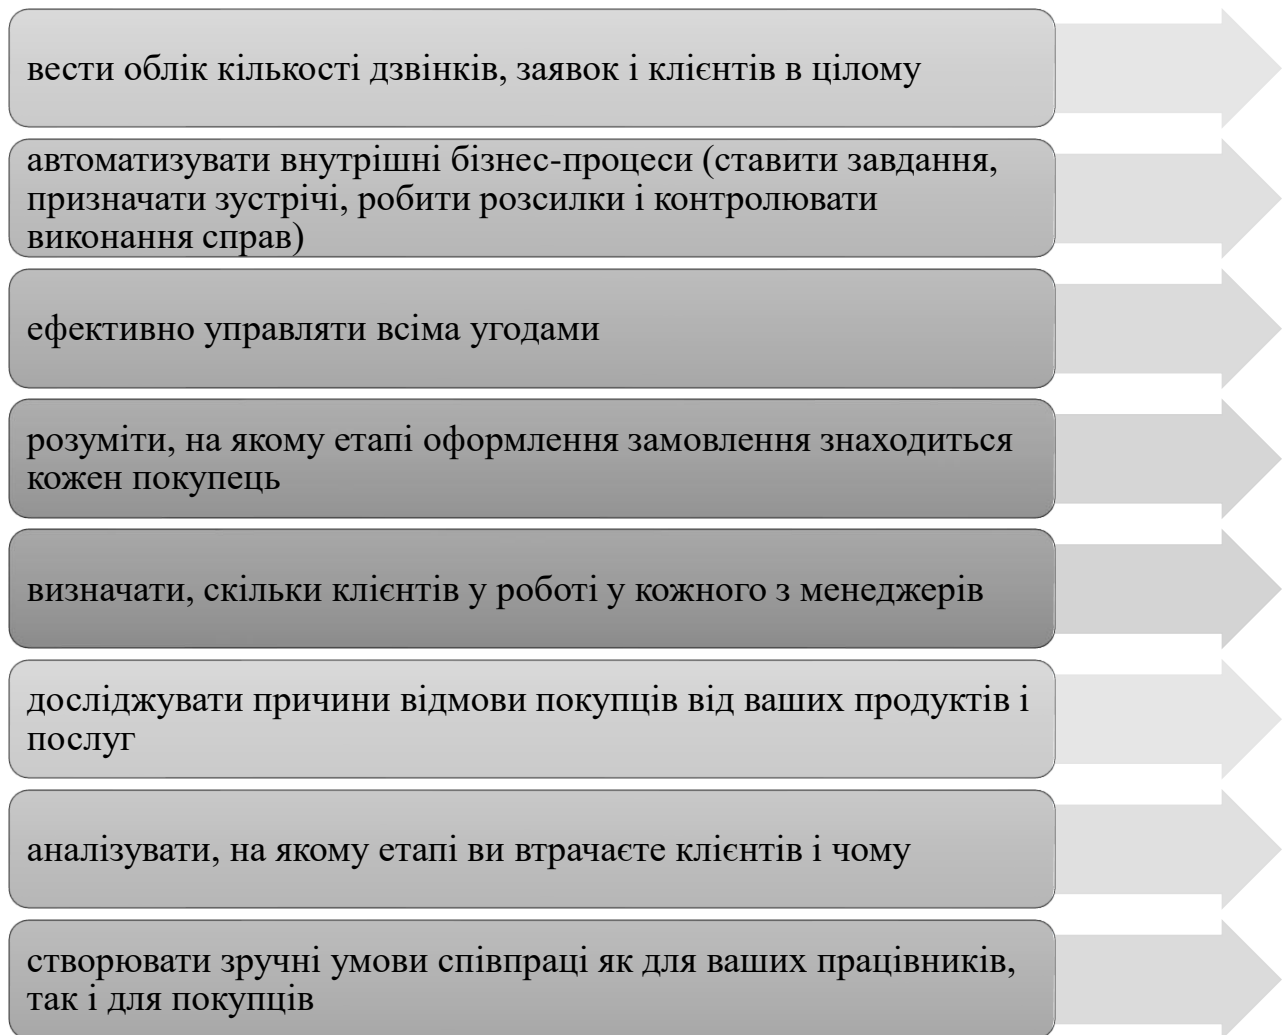 вести облік кількості дзвінків, заявок і клієнтів в цілому
автоматизувати внутрішні бізнес-процеси (ставити завдання,
призначати зустрічі, робити розсилки і контролювати
виконання справ)
ефективно управляти всіма угодами
розуміти, на якому етапі оформлення замовлення знаходиться
кожен покупець
визначати, скільки клієнтів у роботі у кожного з менеджерів
досліджувати причини відмови покупців від ваших продуктів і
послуг
аналізувати, на якому етапі ви втрачаєте клієнтів і чому
створювати зручні умови співпраці як для ваших працівників,
так і для покупців